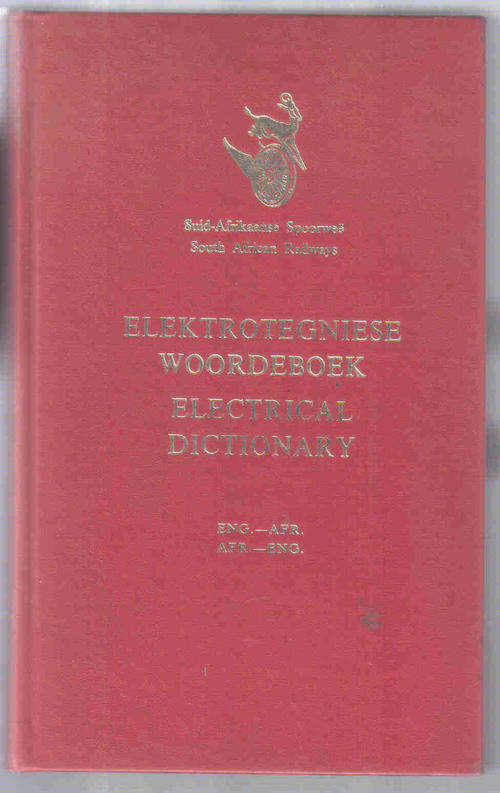 Suid-Afrikaanse Spoorweë
South African Railways
ELEKTROTEGNIESE
WOORDEBOEK
ELECTRICAL
DICTIONARY
ENG.—AFR.
AFR.—ENG.